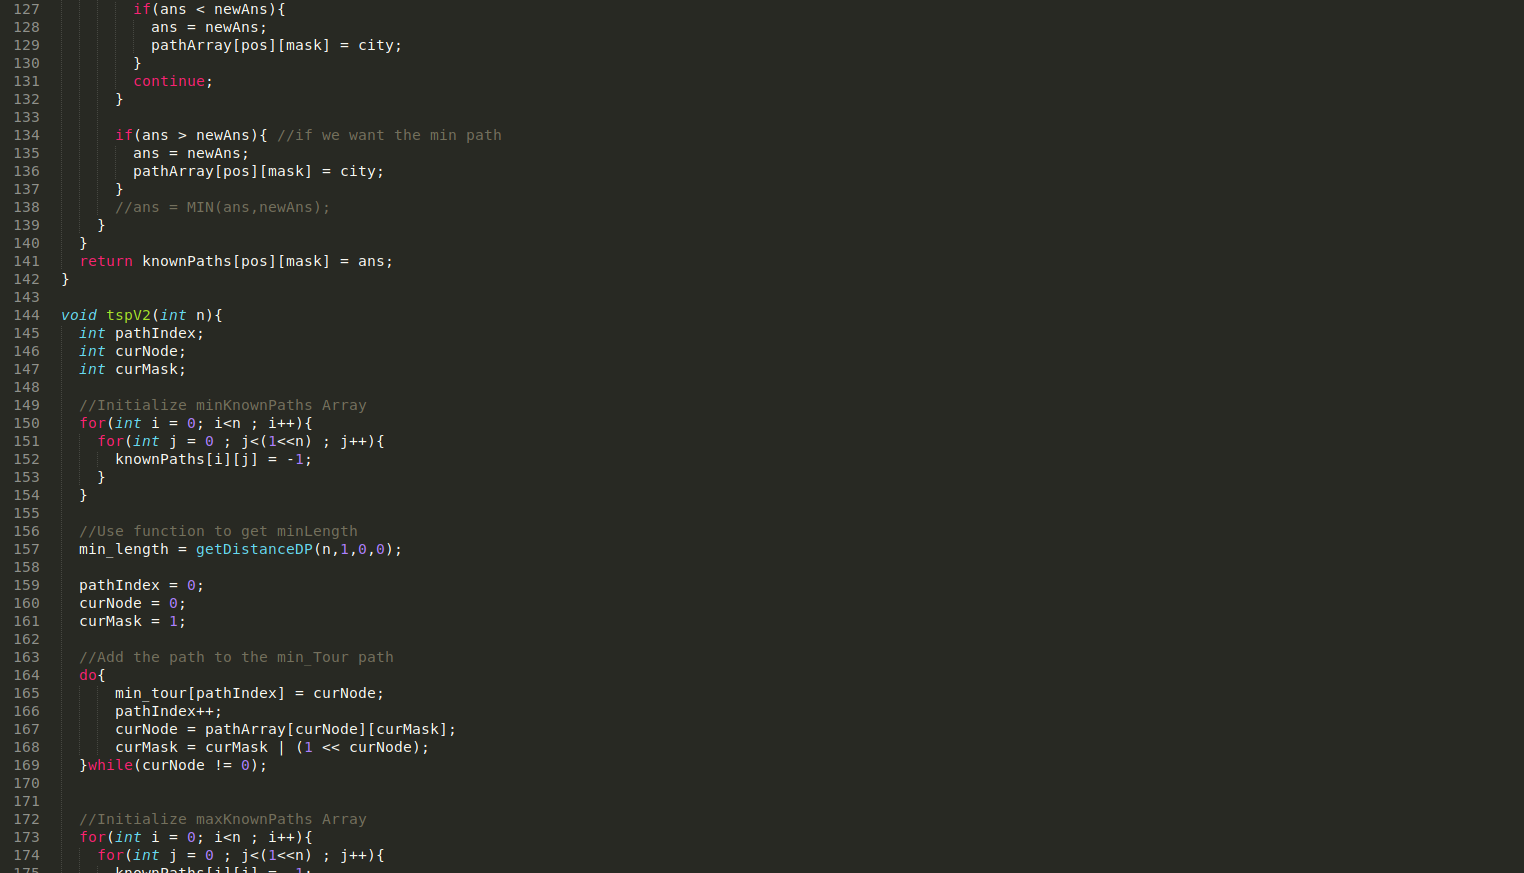 127 if(ans < newAns){
128 ans = newAns;
129 pathArray[pos][mask] = city;
130 }
131 continue;
132 }
133
134 if(ans > newAns){ //if we want the min path
135 ans = newAns;
136 pathArray[pos][mask] = city;
137 }
138 //ans = MIN(ans,newAns);
139 }
140 }
141 return knownPaths[pos][mask] = ans;
142 }
143
144 void tspV2(int n){
145 int pathIndex;
146 int curNode;
147 int curMask;
148
149 //Initialize minKnownPaths Array
150 for(int i = 0; i<n ; i++){
151 for(int j = 0 ; j<(1<<n) ; j++){
152 knownPaths[i][j] = -1;
153 }
154 }
155
156 //Use function to get minLength
157 min_length = getDistanceDP(n,1,0,0);
158
159 pathIndex = 0;
160 curNode = 0;
161 curMask = 1;
162
163 //Add the path to the min_Tour path
164 do{
165 min_tour[pathIndex] = curNode;
166 pathIndex++;
167 curNode = pathArray[curNode][curMask];
168 curMask = curMask | (1 << curNode);
169 }while(curNode != 0);
170
171
172 //Initialize maxKnownPaths Array
173 for(int i = 0; i<n ; i++){
174 for(int j = 0 ; j<(1<<n) ; j++){
175 knownPaths[i][j] = -1;